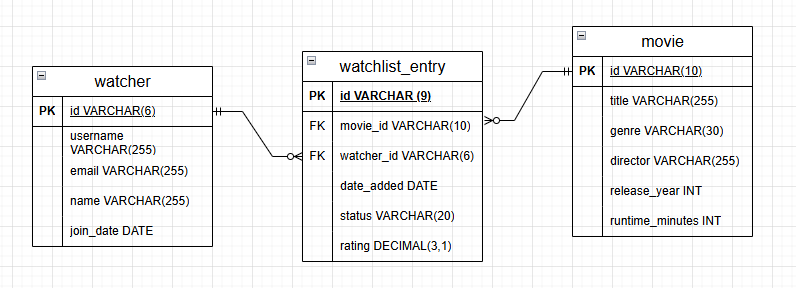 watcher
PK id VARCHAR(6)
username
VARCHAR(255)
email VARCHAR(255)
name VARCHAR(255)
join_date DATE
watchlist_entry
PK id VARCHAR (9)
FK movie_id VARCHAR(10)
FK watcher_id VARCHAR(6)
date_added DATE
status VARCHAR(20)
rating DECIMAL(3,1)
movie
PK id VARCHAR(10)
title VARCHAR(255)
genre VARCHAR(30)
director VARCHAR(255)
release_year INT
runtime_minutes INT